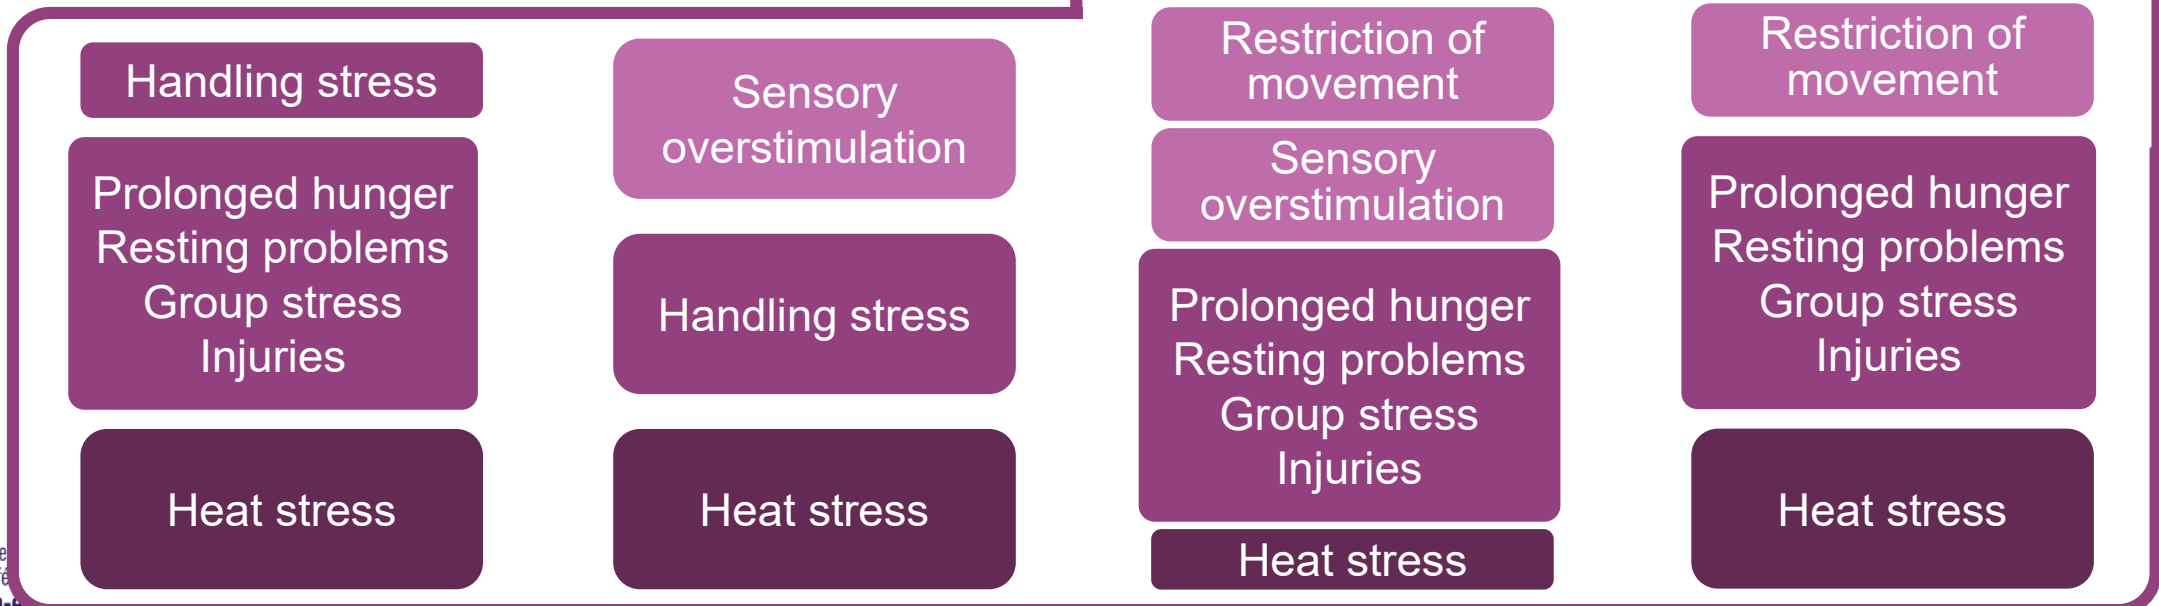 Handling stress
Prolonged hunger
Resting problems
Group stress
Injuries
Heat stress
Sensory
overstimulation
Handling stress
Heat stress
Restriction of
movement
Sensory
overstimulation
Prolonged hunger
Resting problems
Group stress
Injuries
Heat stress
Restriction of
movement
Prolonged hunger
Resting problems
Group stress
Injuries
Heat stress